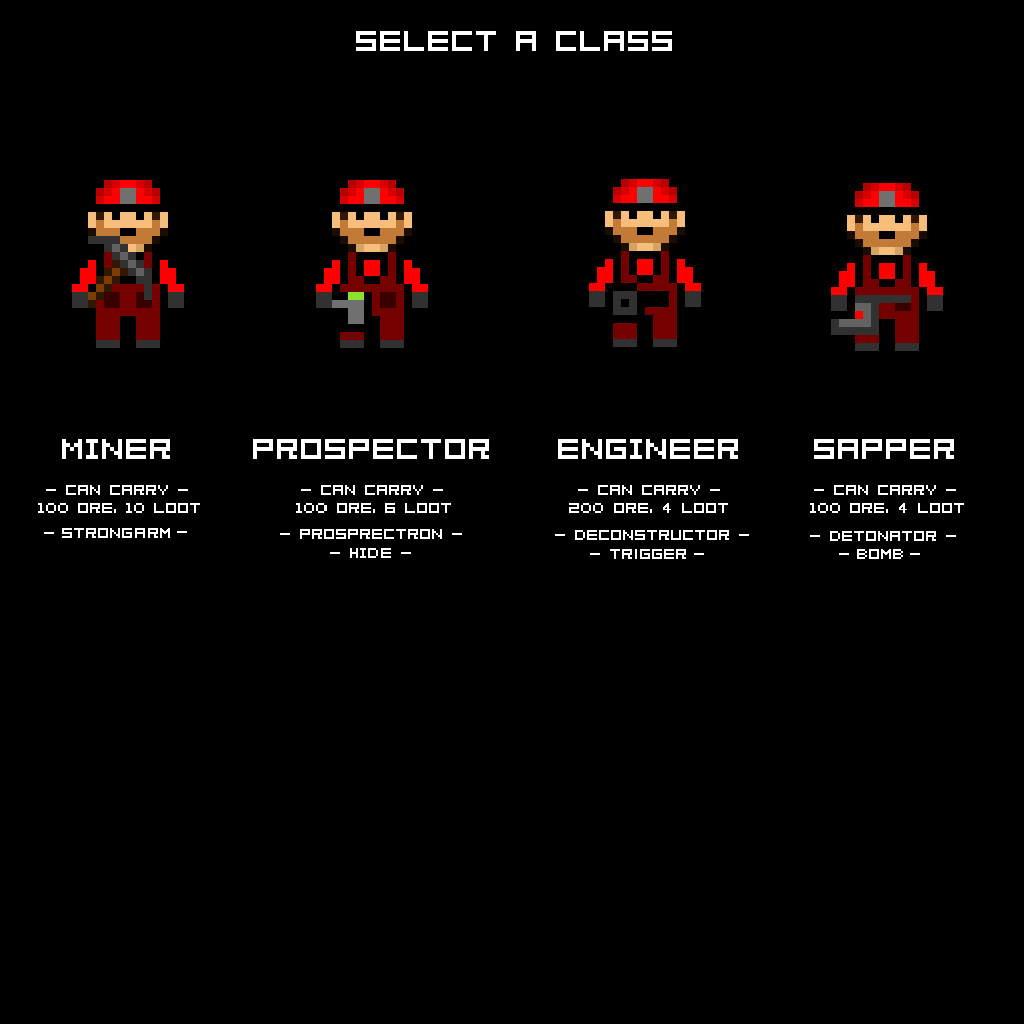 SELECT A CLASS
MINER
- CAN CARRY -
100 ORE, 10 LOOT
- STRONGARM -
PROSPECTOR
- CAN CARRY -
100 ORE, 6 LOOT
- PROSPRECTRON -
- HIDE -
ENGINEER
- CAN CARRY -
200 ORE, 4 LOOT
- DECONSTRUCTOR -
- TRIGGER -
SAPPER
- CAN CARRY -
100 ORE, 4 LOOT
- DETONATOR -
- BOMB -